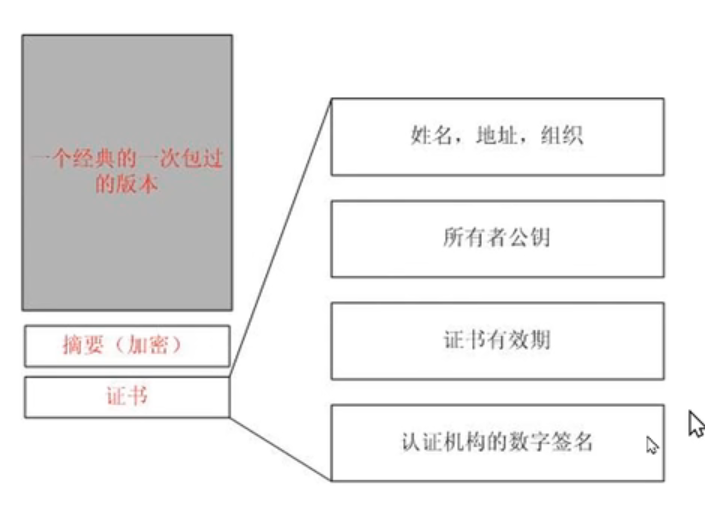 一个经典的一次包过
的版本
摘要（加密）
证书
姓名，地址，组织
所有者公钥
证书有效期
认证机构的数字签名